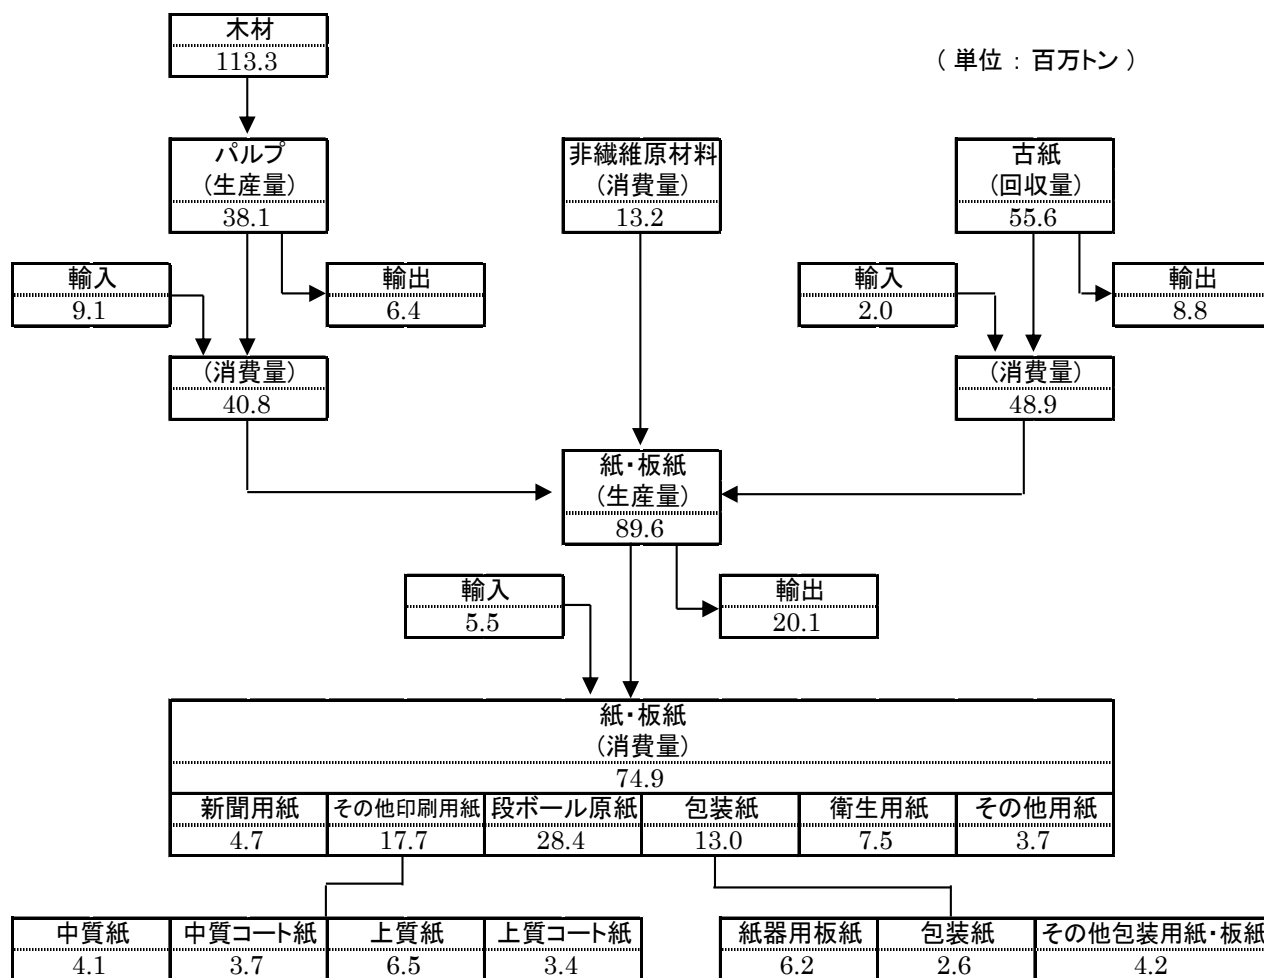 木材
113.3
（ 単位 ： 百万トン ）
パルプ
（生産量）
38.1
非繊維原材料
（消費量）
13.2
古紙
（回収量）
55.6
輸入
9.1
輸出
6.4
輸入
2.0
輸出
8.8
（消費量）
40.8
（消費量）
48.9
紙・板紙
（生産量）
89.6
輸入
5.5
輸出
20.1
紙・板紙
（消費量）
74.9
新聞用紙
4.7
その他印刷用紙
17.7
段ボール原紙
28.4
包装紙
13.0
衛生用紙
7.5
その他用紙
3.7
中質紙
4.1
中質コート紙
3.7
上質紙
6.5
上質コート紙
3.4
紙器用板紙
6.2
包装紙
2.6
その他包装用紙・板紙
4.2